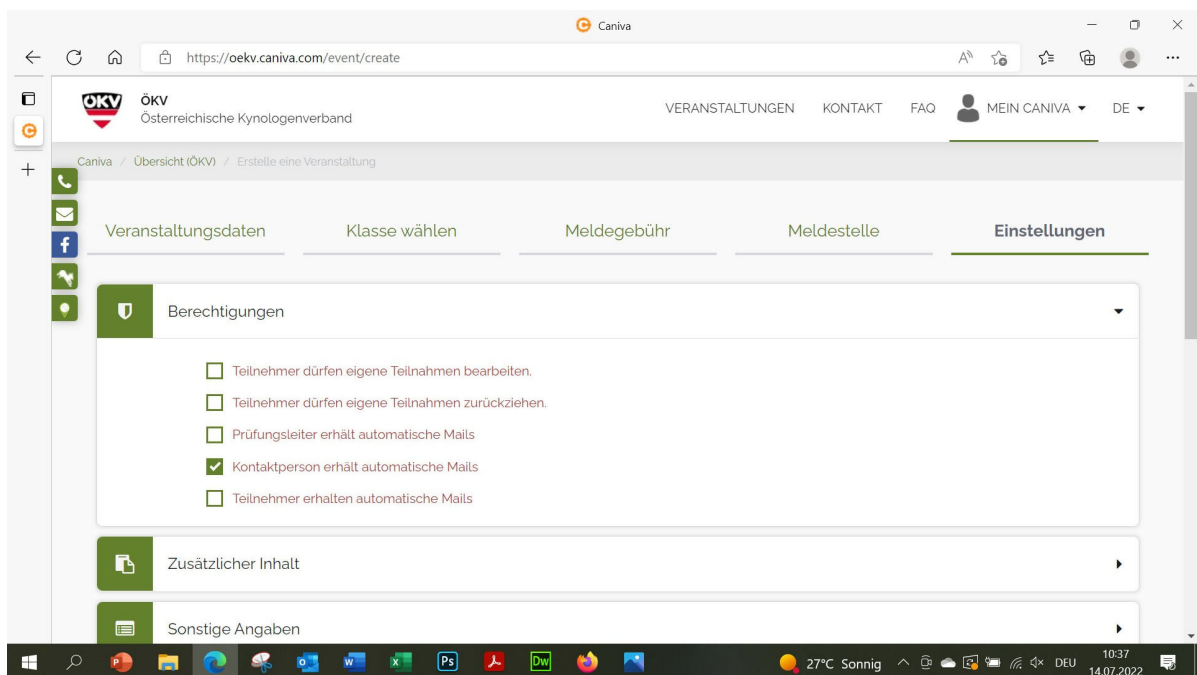 Caniva
https://oekv.caniva.com/event/create
ÖKV
ÖKV
Österreichische Kynologenverband
VERANSTALTUNGEN KONTAKT FAQ MEIN CANIVA DE
Caniva / Übersicht (ÖKV) / Erstelle eine Veranstaltung
Veranstaltungsdaten Klasse wählen Meldegebühr Meldestelle Einstellungen
Berechtigungen
Teilnehmer dürfen eigene Teilnahmen bearbeiten.
Teilnehmer dürfen eigene Teilnahmen zurückziehen.
Prüfungsleiter erhält automatische Mails
Kontaktperson erhält automatische Mails
Teilnehmer erhalten automatische Mails
Zusätzlicher Inhalt
Sonstige Angaben
27°C Sonnig DEU
10:37
14.07.2022